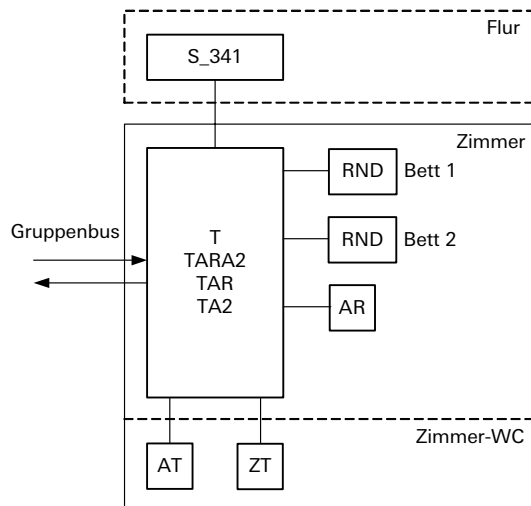 Flur
S_341
Zimmer
RND Bett 1
Gruppenbus
RND Bett 2
T
TARA2
TAR
TA2
AR
Zimmer-WC
AT ZT